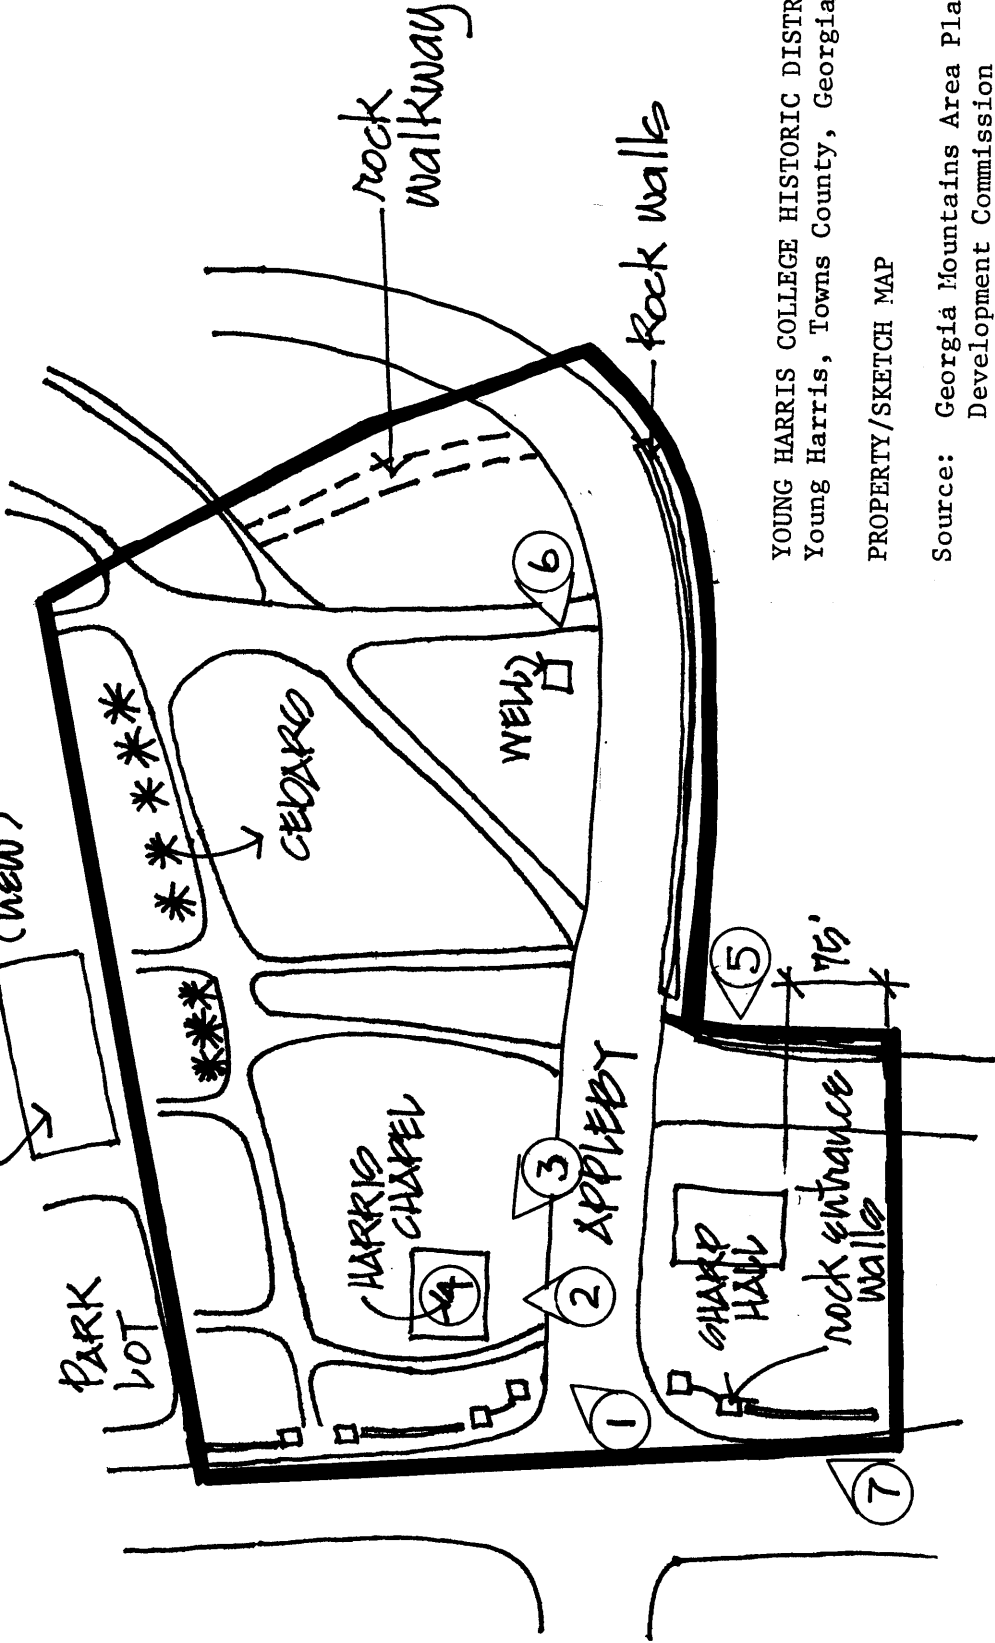 (NEW)
PARK
LOT
CEDARS
rock
walkway
Rock walls
WELL
HARRIS
CHAPEL
APPLEBY
SHARP
HALL
rock entrance
walls
75'
1
2
3
4
5
6
7
YOUNG HARRIS COLLEGE HISTORIC DISTR
Young Harris, Towns County, Georgia
PROPERTY/SKETCH MAP
Source: Georgia Mountains Area Pla
Development Commission